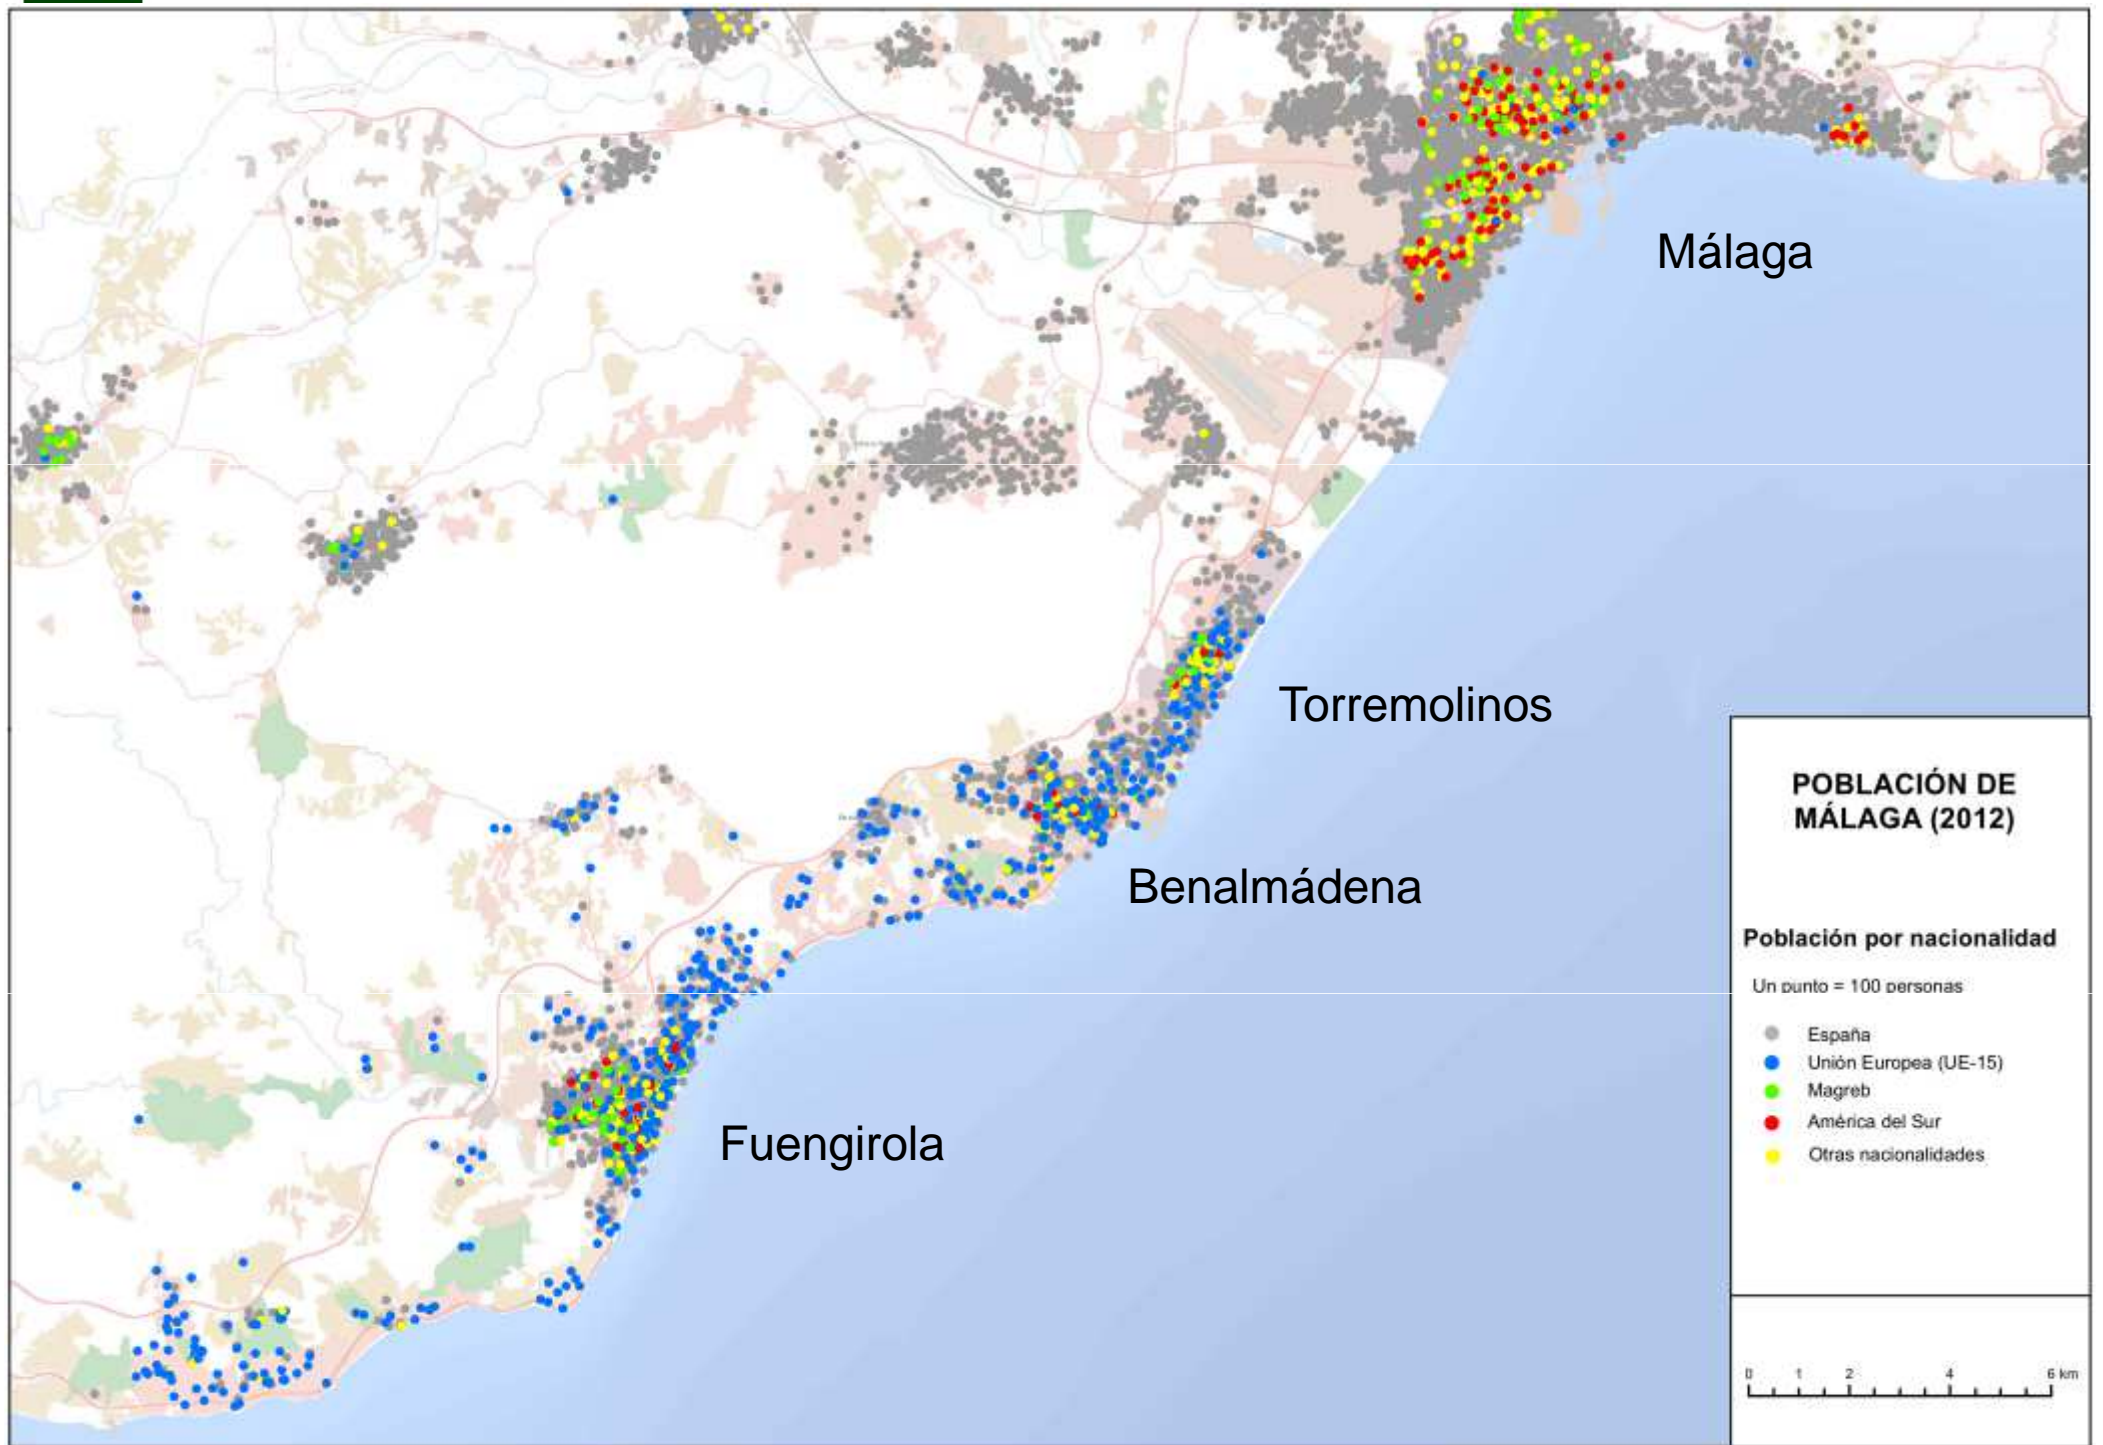 Málaga
Torremolinos
Benalmádena
Fuengirola
POBLACIÓN DE
MÁLAGA (2012)
Población por nacionalidad
Un punto = 100 personas
España
Unión Europea (UE-15)
Magreb
América del Sur
Otras nacionalidades
0 1 2 4 6 km